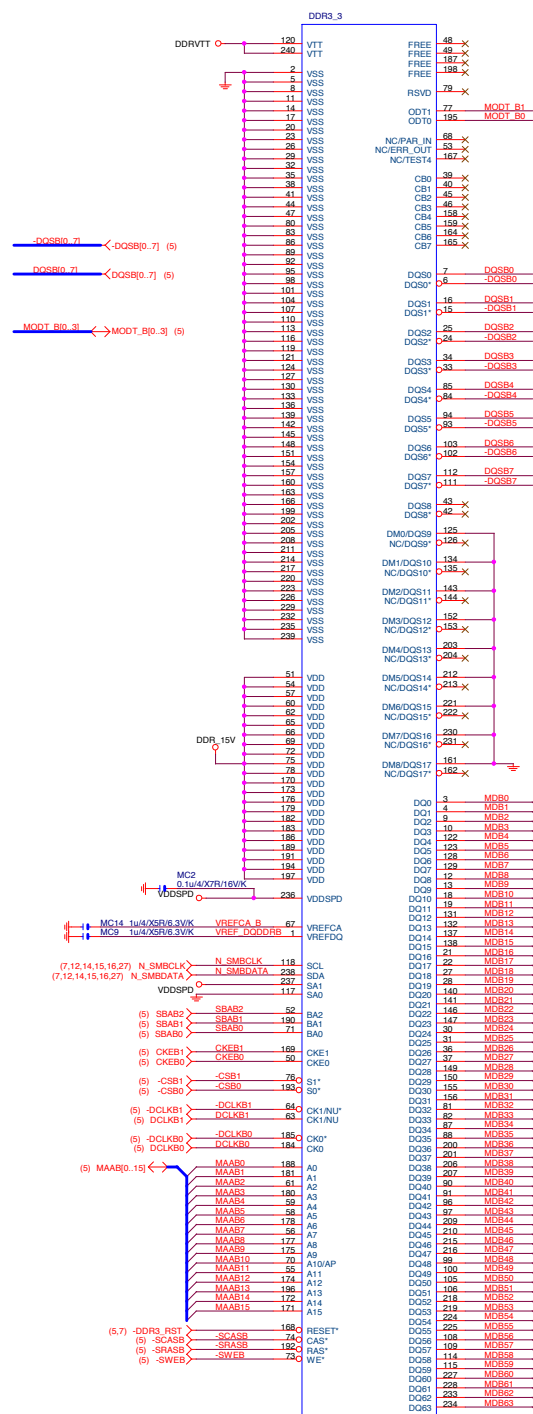 DDR3_3
DDRVTT
120 VTT
240 VTT
2 VSS
5 VSS
8 VSS
11 VSS
14 VSS
17 VSS
20 VSS
23 VSS
26 VSS
29 VSS
32 VSS
35 VSS
38 VSS
41 VSS
44 VSS
47 VSS
80 VSS
83 VSS
86 VSS
89 VSS
92 VSS
95 VSS
98 VSS
101 VSS
104 VSS
107 VSS
110 VSS
113 VSS
116 VSS
119 VSS
121 VSS
124 VSS
127 VSS
130 VSS
133 VSS
136 VSS
139 VSS
142 VSS
145 VSS
148 VSS
151 VSS
154 VSS
157 VSS
160 VSS
163 VSS
166 VSS
199 VSS
202 VSS
205 VSS
208 VSS
211 VSS
214 VSS
217 VSS
220 VSS
223 VSS
226 VSS
229 VSS
232 VSS
235 VSS
239 VSS
-DQSB[0..7] -DQSB[0..7] (5)
DQSB[0..7] DQSB[0..7] (5)
MODT_B[0..3] MODT_B[0..3] (5)
DDR_15V
51 VDD
54 VDD
57 VDD
60 VDD
62 VDD
65 VDD
66 VDD
69 VDD
72 VDD
75 VDD
78 VDD
170 VDD
173 VDD
176 VDD
179 VDD
182 VDD
183 VDD
186 VDD
189 VDD
191 VDD
194 VDD
197 VDD
MC2
0.1u/4/X7R/16V/K
VDDSPD 236 VDDSPD
MC14 1u/4/X5R/6.3V/K VREFCA_B 67 VREFCA
MC9 1u/4/X5R/6.3V/K VREF_DQDDRB 1 VREFDQ
(7,12,14,15,16,27) N_SMBCLK N_SMBCLK 118 SCL
(7,12,14,15,16,27) N_SMBDATA N_SMBDATA 238 SDA
VDDSPD 237 SA1
117 SA0
(5) SBAB2 SBAB2 52 BA2
(5) SBAB1 SBAB1 190 BA1
(5) SBAB0 SBAB0 71 BA0
(5) CKEB1 CKEB1 169 CKE1
(5) CKEB0 CKEB0 50 CKE0
(5) -CSB1 -CSB1 76 S1*
(5) -CSB0 -CSB0 193 S0*
(5) -DCLKB1 -DCLKB1 64 CK1/NU*
(5) DCLKB1 DCLKB1 63 CK1/NU
(5) -DCLKB0 -DCLKB0 185 CK0*
(5) DCLKB0 DCLKB0 184 CK0
(5) MAAB[0..15]
MAAB0 188 A0
MAAB1 181 A1
MAAB2 61 A2
MAAB3 180 A3
MAAB4 59 A4
MAAB5 58 A5
MAAB6 178 A6
MAAB7 56 A7
MAAB8 177 A8
MAAB9 175 A9
MAAB10 70 A10/AP
MAAB11 55 A11
MAAB12 174 A12
MAAB13 196 A13
MAAB14 172 A14
MAAB15 171 A15
(5,7) -DDR3_RST 168 RESET*
(5) -SCASB -SCASB 74 CAS*
(5) -SRASB -SRASB 192 RAS*
(5) -SWEB -SWEB 73 WE*
FREE 48
FREE 49
FREE 187
FREE 198
RSVD 79
ODT1 77 MODT_B1
ODT0 195 MODT_B0
NC/PAR_IN 68
NC/ERR_OUT 53
NC/TEST4 167
CB0 39
CB1 40
CB2 45
CB3 46
CB4 158
CB5 159
CB6 164
CB7 165
DQS0 7 DQSB0
DQS0* 6 -DQSB0
DQS1 16 DQSB1
DQS1* 15 -DQSB1
DQS2 25 DQSB2
DQS2* 24 -DQSB2
DQS3 34 DQSB3
DQS3* 33 -DQSB3
DQS4 85 DQSB4
DQS4* 84 -DQSB4
DQS5 94 DQSB5
DQS5* 93 -DQSB5
DQS6 103 DQSB6
DQS6* 102 -DQSB6
DQS7 112 DQSB7
DQS7* 111 -DQSB7
DQS8 43
DQS8* 42
DM0/DQS9 125
NC/DQS9* 126
DM1/DQS10 134
NC/DQS10* 135
DM2/DQS11 143
NC/DQS11* 144
DM3/DQS12 152
NC/DQS12* 153
DM4/DQS13 203
NC/DQS13* 204
DM5/DQS14 212
NC/DQS14* 213
DM6/DQS15 221
NC/DQS15* 222
DM7/DQS16 230
NC/DQS16* 231
DM8/DQS17 161
NC/DQS17* 162
DQ0 3 MDB0
DQ1 4 MDB1
DQ2 9 MDB2
DQ3 10 MDB3
DQ4 122 MDB4
DQ5 123 MDB5
DQ6 128 MDB6
DQ7 129 MDB7
DQ8 12 MDB8
DQ9 13 MDB9
DQ10 18 MDB10
DQ11 19 MDB11
DQ12 131 MDB12
DQ13 132 MDB13
DQ14 137 MDB14
DQ15 138 MDB15
DQ16 21 MDB16
DQ17 22 MDB17
DQ18 27 MDB18
DQ19 28 MDB19
DQ20 140 MDB20
DQ21 141 MDB21
DQ22 146 MDB22
DQ23 147 MDB23
DQ24 30 MDB24
DQ25 31 MDB25
DQ26 36 MDB26
DQ27 37 MDB27
DQ28 149 MDB28
DQ29 150 MDB29
DQ30 155 MDB30
DQ31 156 MDB31
DQ32 81 MDB32
DQ33 82 MDB33
DQ34 87 MDB34
DQ35 88 MDB35
DQ36 200 MDB36
DQ37 201 MDB37
DQ38 206 MDB38
DQ39 207 MDB39
DQ40 90 MDB40
DQ41 91 MDB41
DQ42 96 MDB42
DQ43 97 MDB43
DQ44 209 MDB44
DQ45 210 MDB45
DQ46 215 MDB46
DQ47 216 MDB47
DQ48 99 MDB48
DQ49 100 MDB49
DQ50 105 MDB50
DQ51 106 MDB51
DQ52 218 MDB52
DQ53 219 MDB53
DQ54 224 MDB54
DQ55 225 MDB55
DQ56 108 MDB56
DQ57 109 MDB57
DQ58 114 MDB58
DQ59 115 MDB59
DQ60 227 MDB60
DQ61 228 MDB61
DQ62 233 MDB62
DQ63 234 MDB63